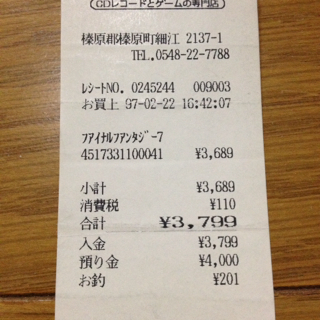 CDレコードとゲームの専門店
榛原郡榛原町細江 2137-1
TEL.0548-22-7788
レシートNO. 0245244 009003
お買上 97-02-22 16:42:07
ファイナルファンタジー7
4517331100041 ¥3,689
小計 ¥3,689
消費税 ¥110
合計 ¥3,799
入金 ¥3,799
預り金 ¥4,000
お釣 ¥201